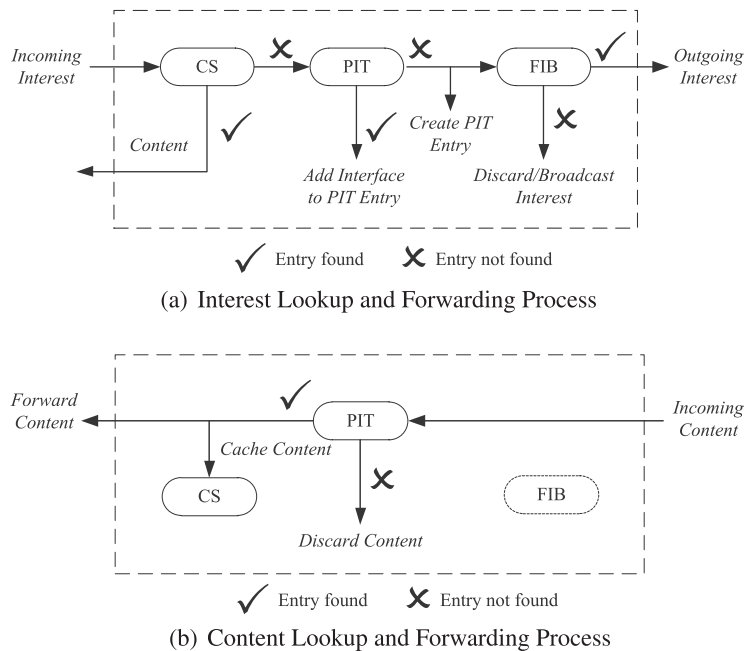 Incoming
Interest
CS
PIT
FIB
Outgoing
Interest
Content
Create PIT
Entry
Add Interface
to PIT Entry
Discard/Broadcast
Interest
Entry found
Entry not found
(a) Interest Lookup and Forwarding Process
Forward
Content
PIT
Incoming
Content
Cache Content
CS
FIB
Discard Content
Entry found
Entry not found
(b) Content Lookup and Forwarding Process